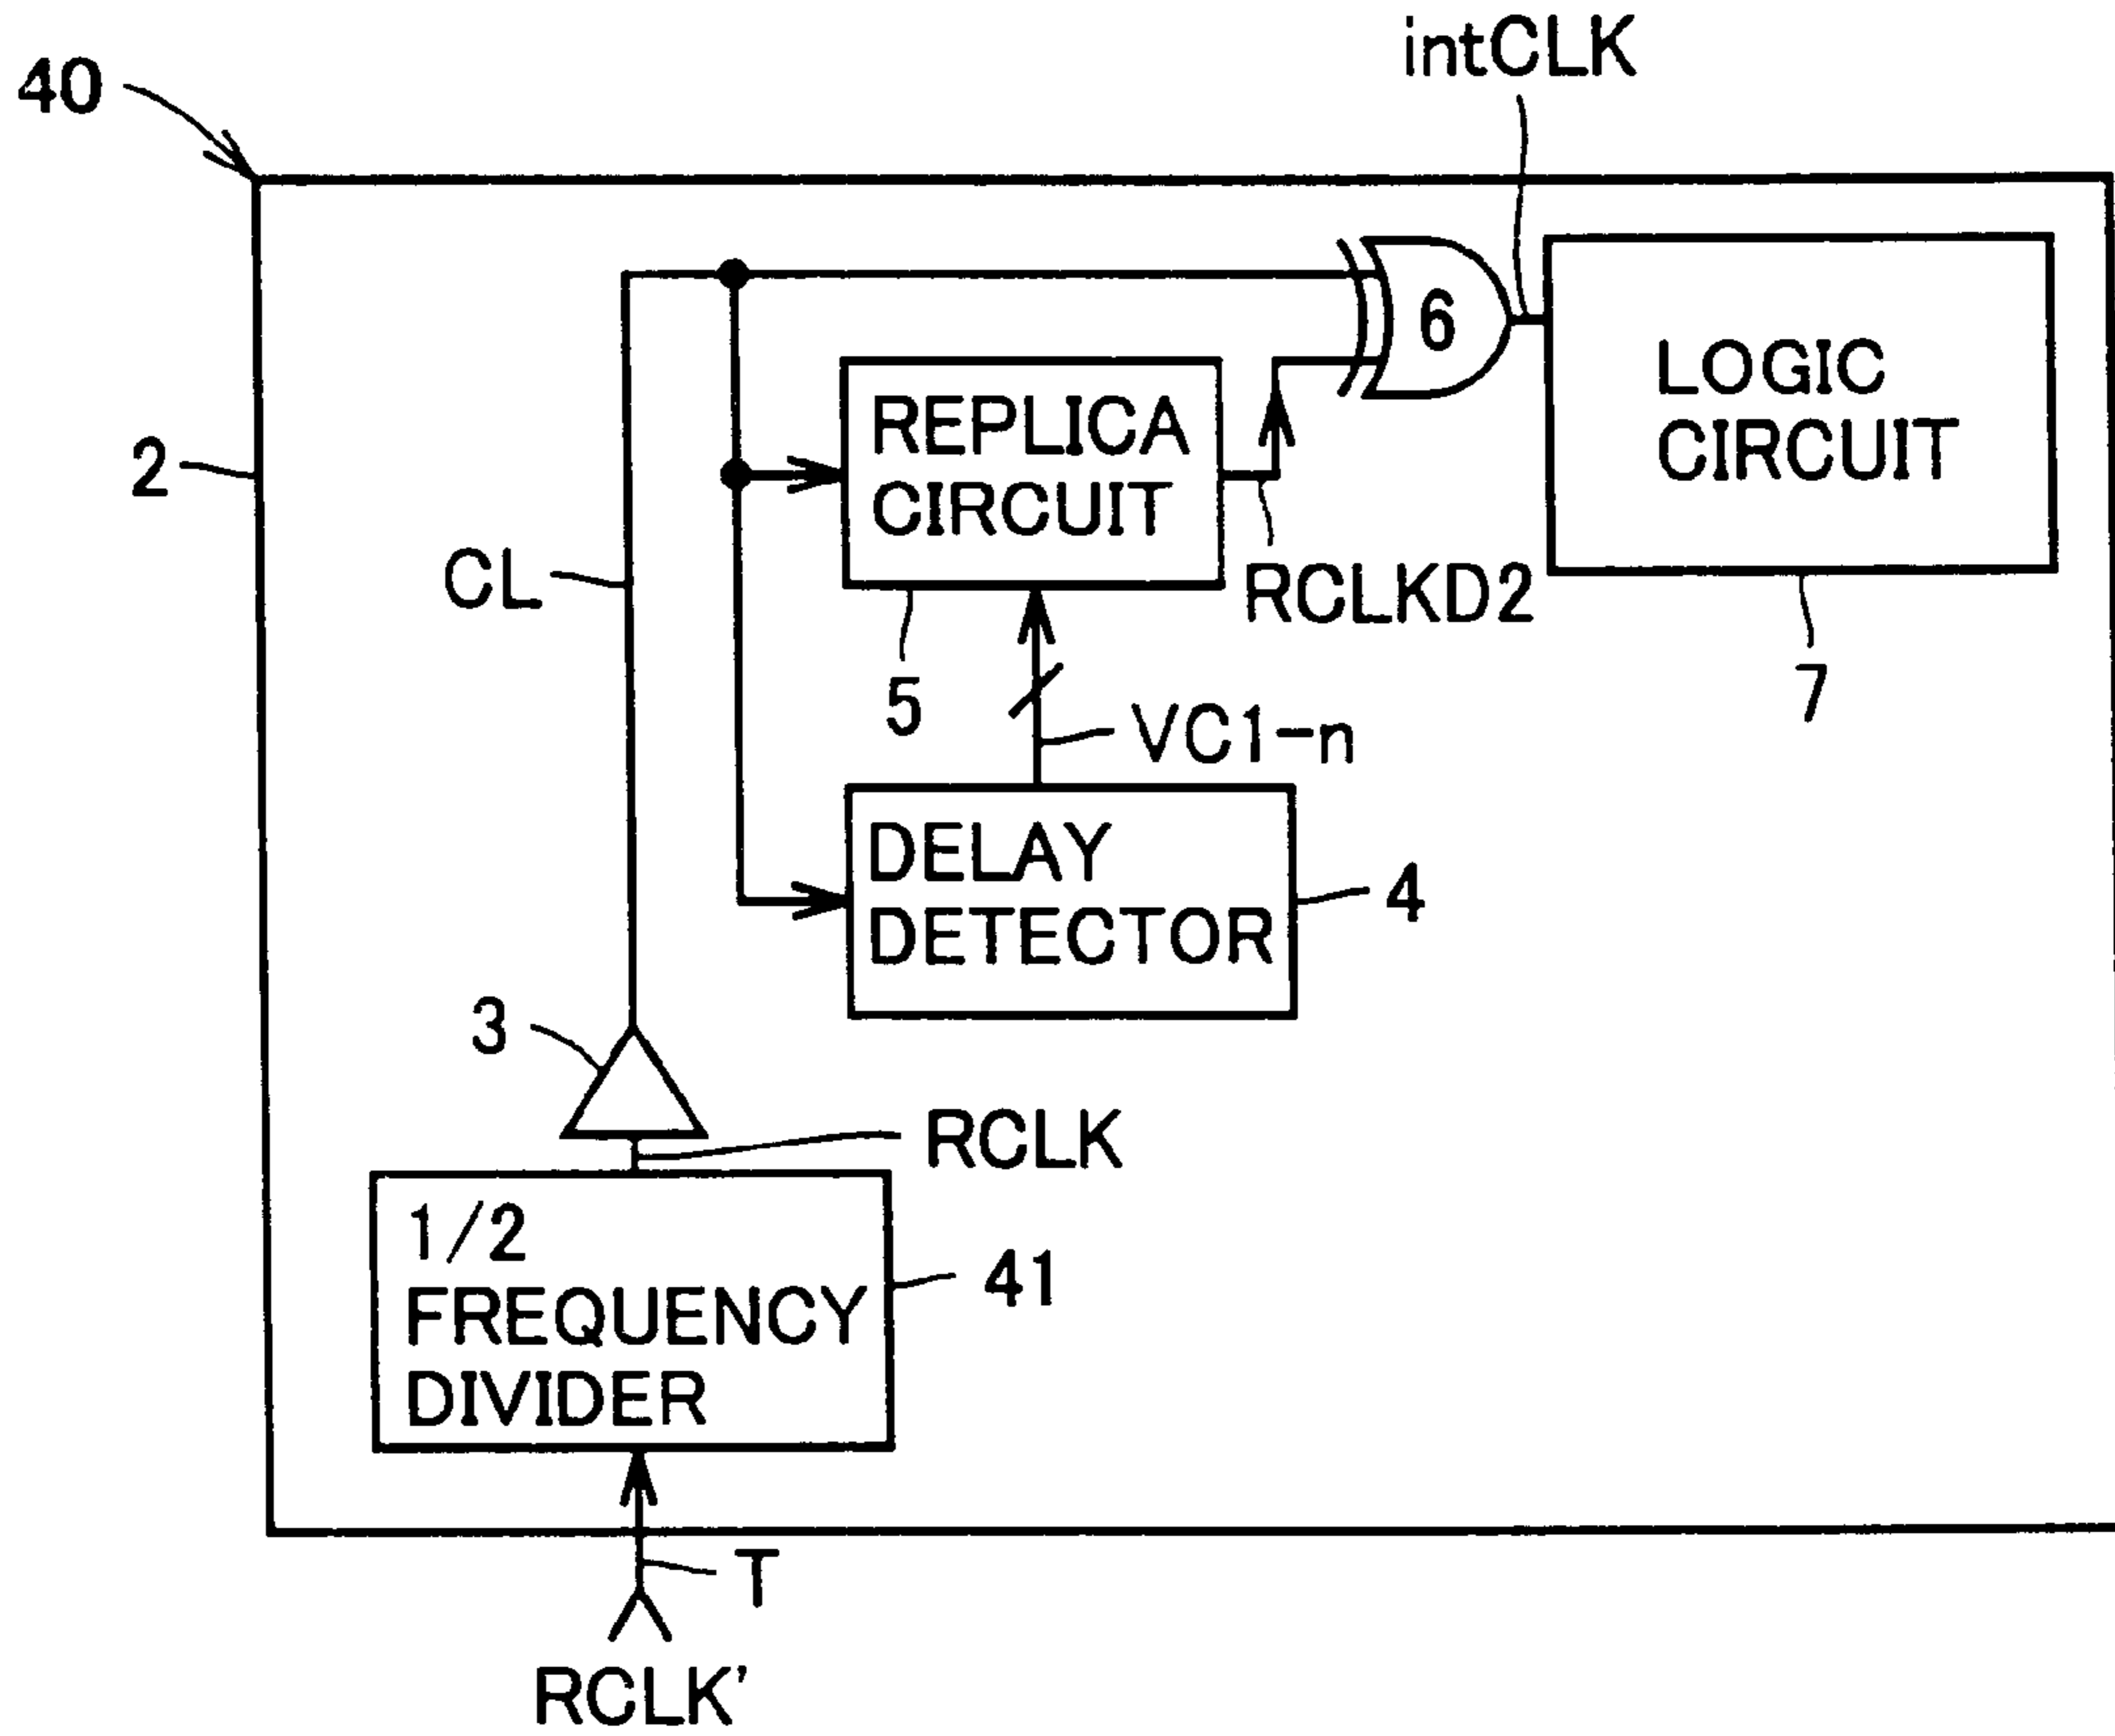 intCLK
40
6
LOGIC
CIRCUIT
REPLICA
CIRCUIT
2
CL
RCLKD2
5
7
VC1-n
DELAY
DETECTOR
4
3
RCLK
1/2
FREQUENCY
DIVIDER
41
T
RCLK'